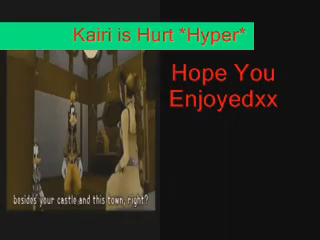 Kairi is Hurt *Hyper*
Hope You
Enjoyedxx
besides your castle and this town, right?